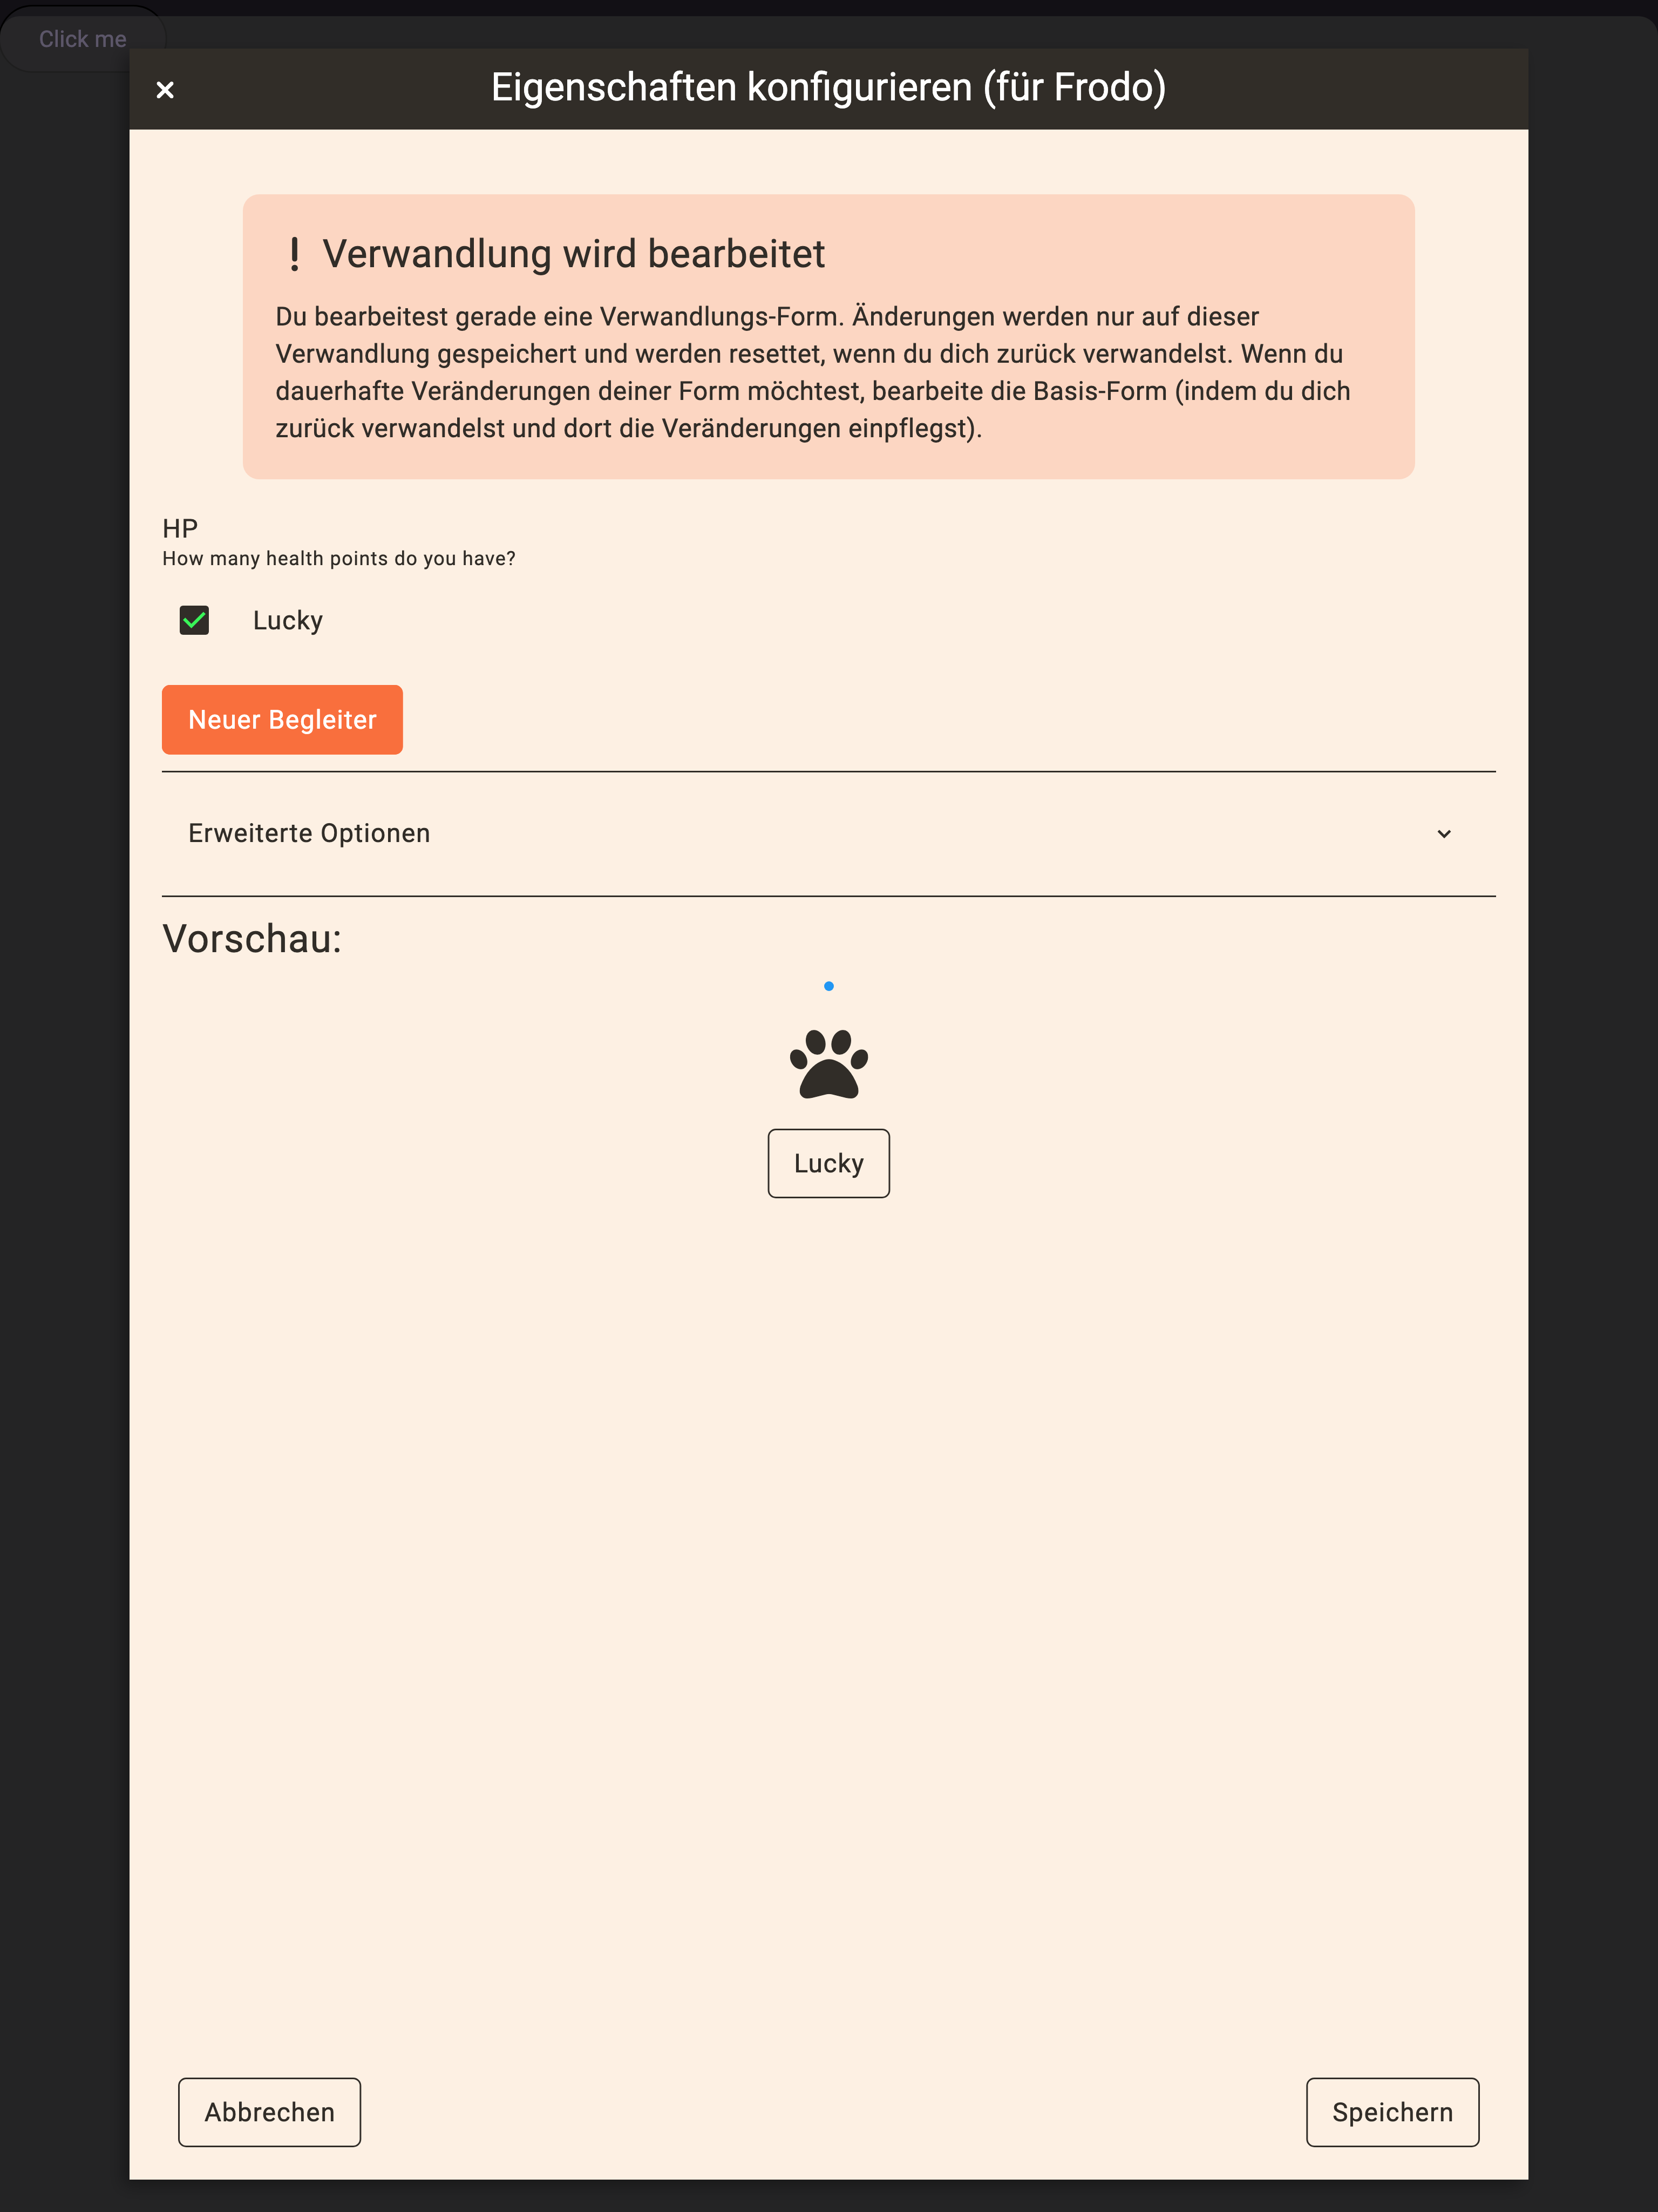 Click me
Eigenschaften konfigurieren (für Frodo)
Verwandlung wird bearbeitet
Du bearbeitest gerade eine Verwandlungs-Form. Änderungen werden nur auf dieser
Verwandlung gespeichert und werden resettet, wenn du dich zurück verwandelst. Wenn du
dauerhafte Veränderungen deiner Form möchtest, bearbeite die Basis-Form (indem du dich
zurück verwandelst und dort die Veränderungen einpflegst).
HP
How many health points do you have?
Lucky
Neuer Begleiter
Erweiterte Optionen
Vorschau:
Lucky
Abbrechen
Speichern